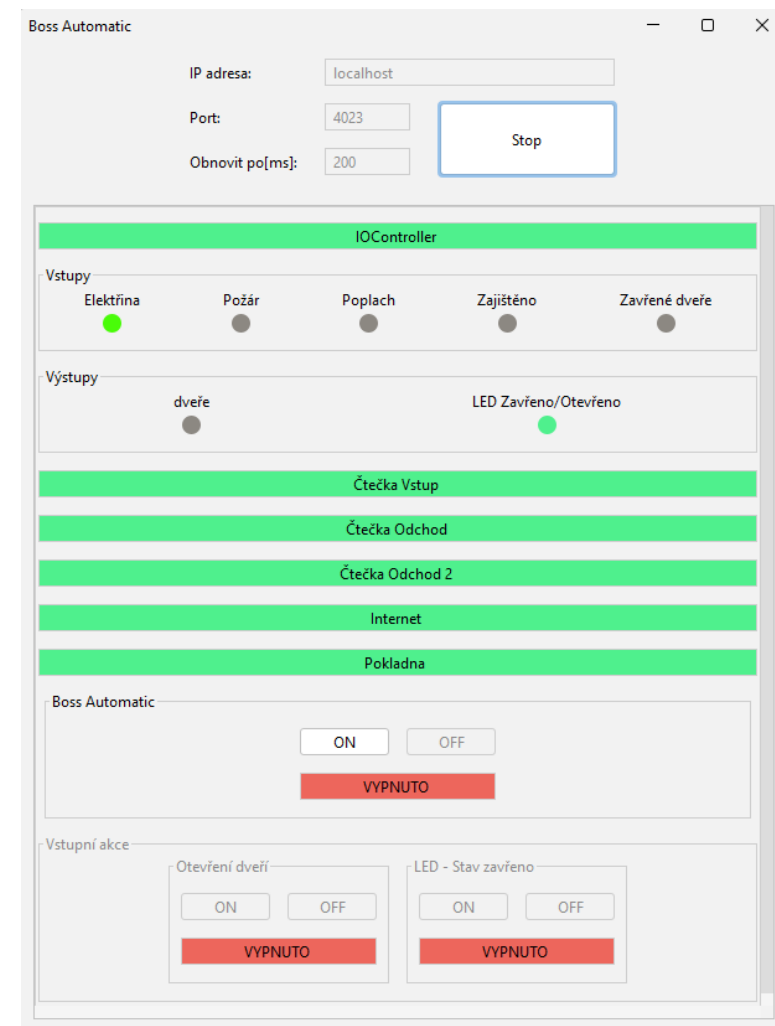 Boss Automatic
IP adresa: localhost
Port: 4023
Stop
Obnovit po[ms]: 200
IOController
Vstupy
Elektřina Požár Poplach Zajištěno Zavřené dveře
Výstupy
dveře LED Zavřeno/Otevřeno
Čtečka Vstup
Čtečka Odchod
Čtečka Odchod 2
Internet
Pokladna
Boss Automatic
ON OFF
VYPNUTO
Vstupní akce
Otevření dveří LED - Stav zavřeno
ON OFF ON OFF
VYPNUTO VYPNUTO